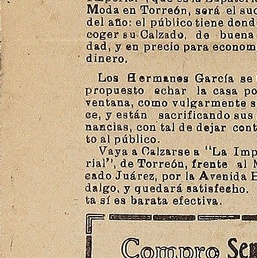 Moda en Torreón, será el suc
del año: el público tiene dond
coger su Calzado, de buena
dad, y en precio para econom
dinero.
Los Hermanos García se
propuesto echar la casa po
ventana, como vulgarmente s
ce, y están sacrificando sus
nancias, con tal de dejar cont
to al público.
Vaya a Calzarse a "La Imp
rial", de Torreón, frente al M
cado Juárez, por la Avenida H
dalgo, y quedará satisfecho.
ta sí es barata efectiva.
Compro Se